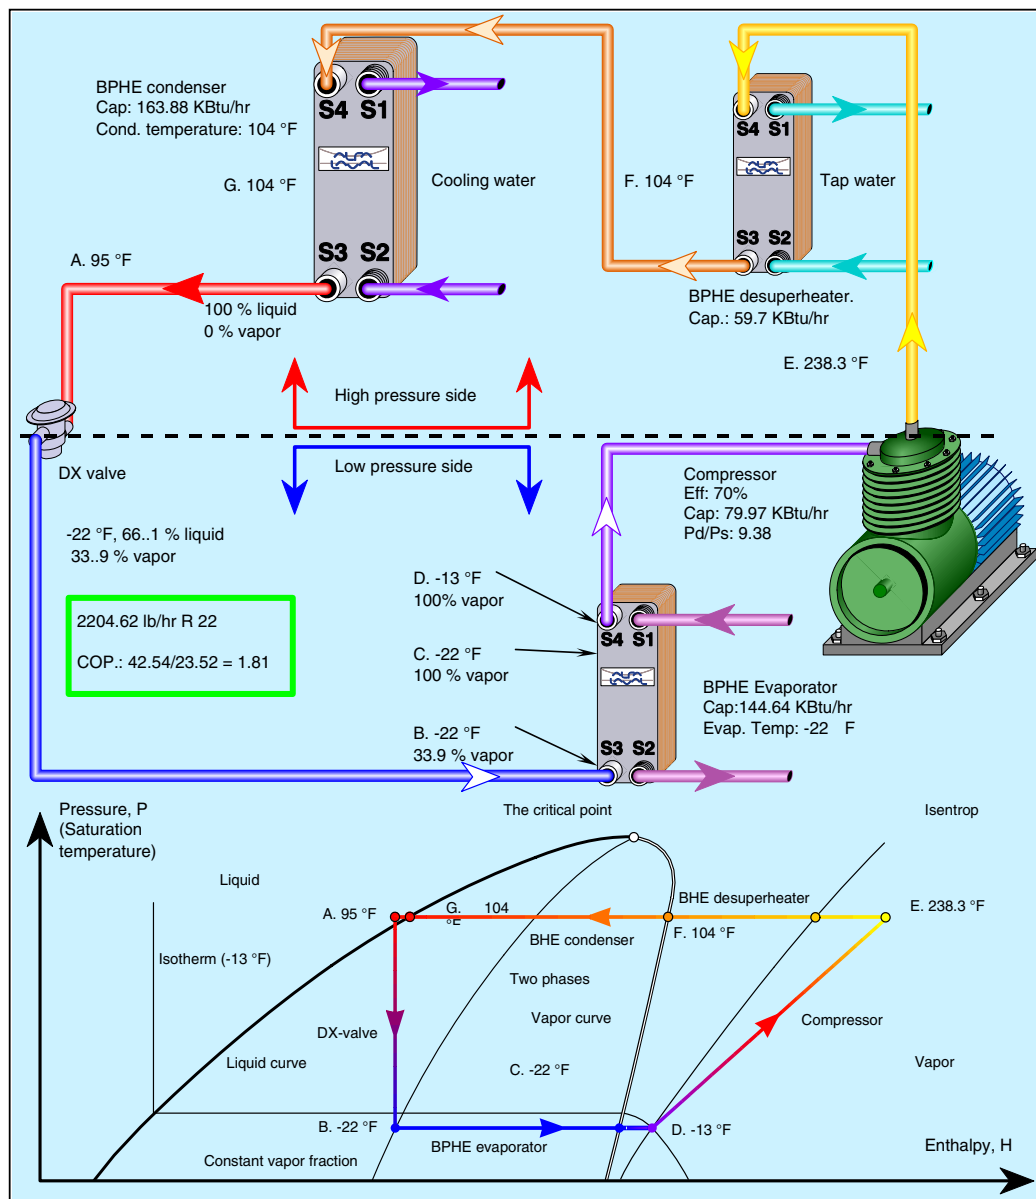 BPHE condenser
Cap: 163.88 KBtu/hr
Cond. temperature: 104 °F
S4 S1
ALFA
LAVAL
G. 104 °F
Cooling water
S3 S2
F. 104 °F
S4 S1
ALFA
LAVAL
Tap water
S3 S2
A. 95 °F
100 % liquid
0 % vapor
BPHE desuperheater.
Cap.: 59.7 KBtu/hr
E. 238.3 °F
High pressure side
Low pressure side
DX valve
Compressor
Eff: 70%
Cap: 79.97 KBtu/hr
Pd/Ps: 9.38
-22 °F, 66..1 % liquid
33..9 % vapor
2204.62 lb/hr R 22
COP.: 42.54/23.52 = 1.81
D. -13 °F
100% vapor
S4 S1
C. -22 °F
100 % vapor
ALFA
LAVAL
BPHE Evaporator
Cap:144.64 KBtu/hr
Evap. Temp: -22 F
B. -22 °F
33.9 % vapor
S3 S2
Pressure, P
(Saturation
temperature)
The critical point
Isentrop
Liquid
A. 95 °F
G. 104
°F
BHE desuperheater
E. 238.3 °F
BHE condenser
F. 104 °F
Isotherm (-13 °F)
Two phases
DX-valve
Vapor curve
Compressor
Liquid curve
C. -22 °F
Vapor
B. -22 °F
BPHE evaporator
D. -13 °F
Constant vapor fraction
Enthalpy, H